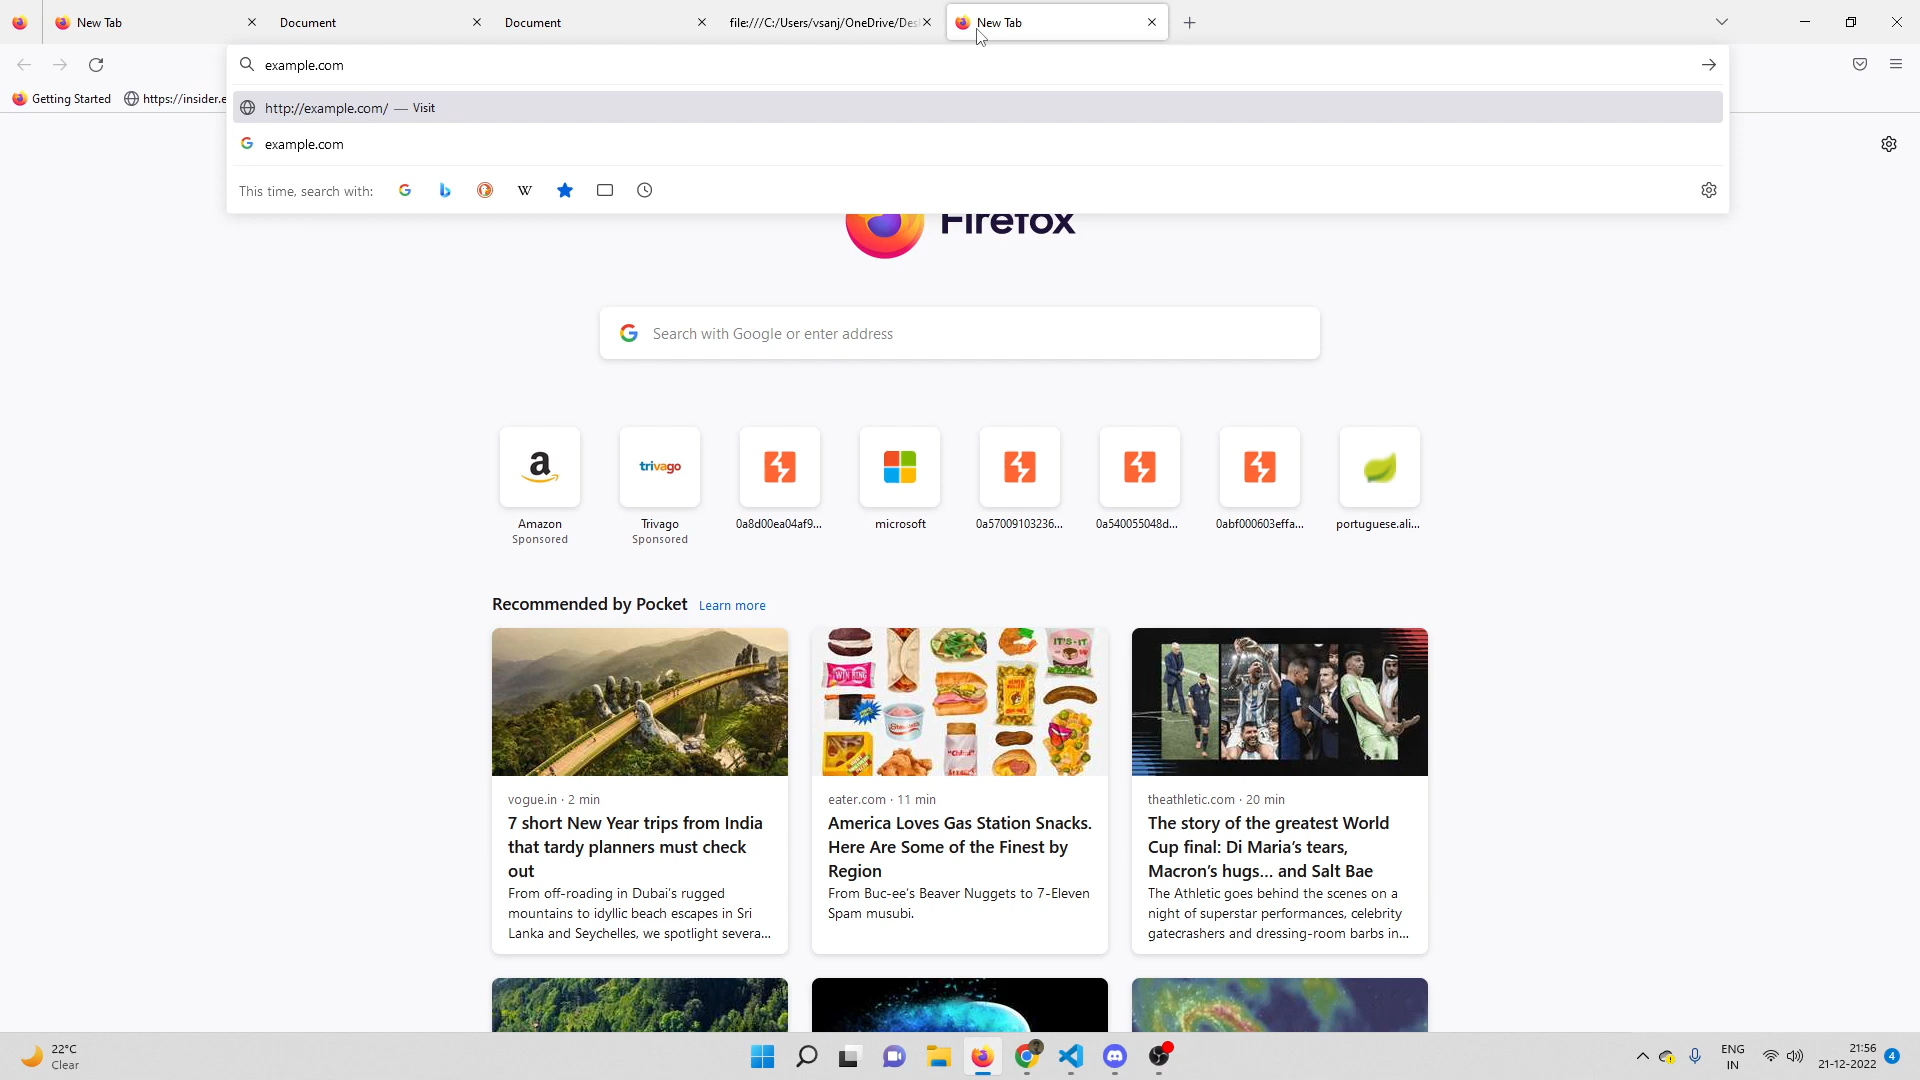 New Tab
Document
Document
file:///C:/Users/vsanj/OneDrive/Des
New Tab
example.com
Getting Started
https://insider.e
http://example.com/ — Visit
example.com
This time, search with:
Firefox
Search with Google or enter address
trivago
Amazon
Sponsored
Trivago
Sponsored
0a8d00ea04af9...
microsoft
0a57009103236...
0a540055048d...
0abf000603effa...
portuguese.ali...
Recommended by Pocket Learn more
vogue.in · 2 min
7 short New Year trips from India
that tardy planners must check
out
From off-roading in Dubai's rugged
mountains to idyllic beach escapes in Sri
Lanka and Seychelles, we spotlight severa...
IT'S-IT
eater.com · 11 min
America Loves Gas Station Snacks.
Here Are Some of the Finest by
Region
From Buc-ee's Beaver Nuggets to 7-Eleven
Spam musubi.
theathletic.com · 20 min
The story of the greatest World
Cup final: Di Maria's tears,
Macron's hugs... and Salt Bae
The Athletic goes behind the scenes on a
night of superstar performances, celebrity
gatecrashers and dressing-room barbs in...
22°C
Clear
ENG
IN
21:56
21-12-2022
4